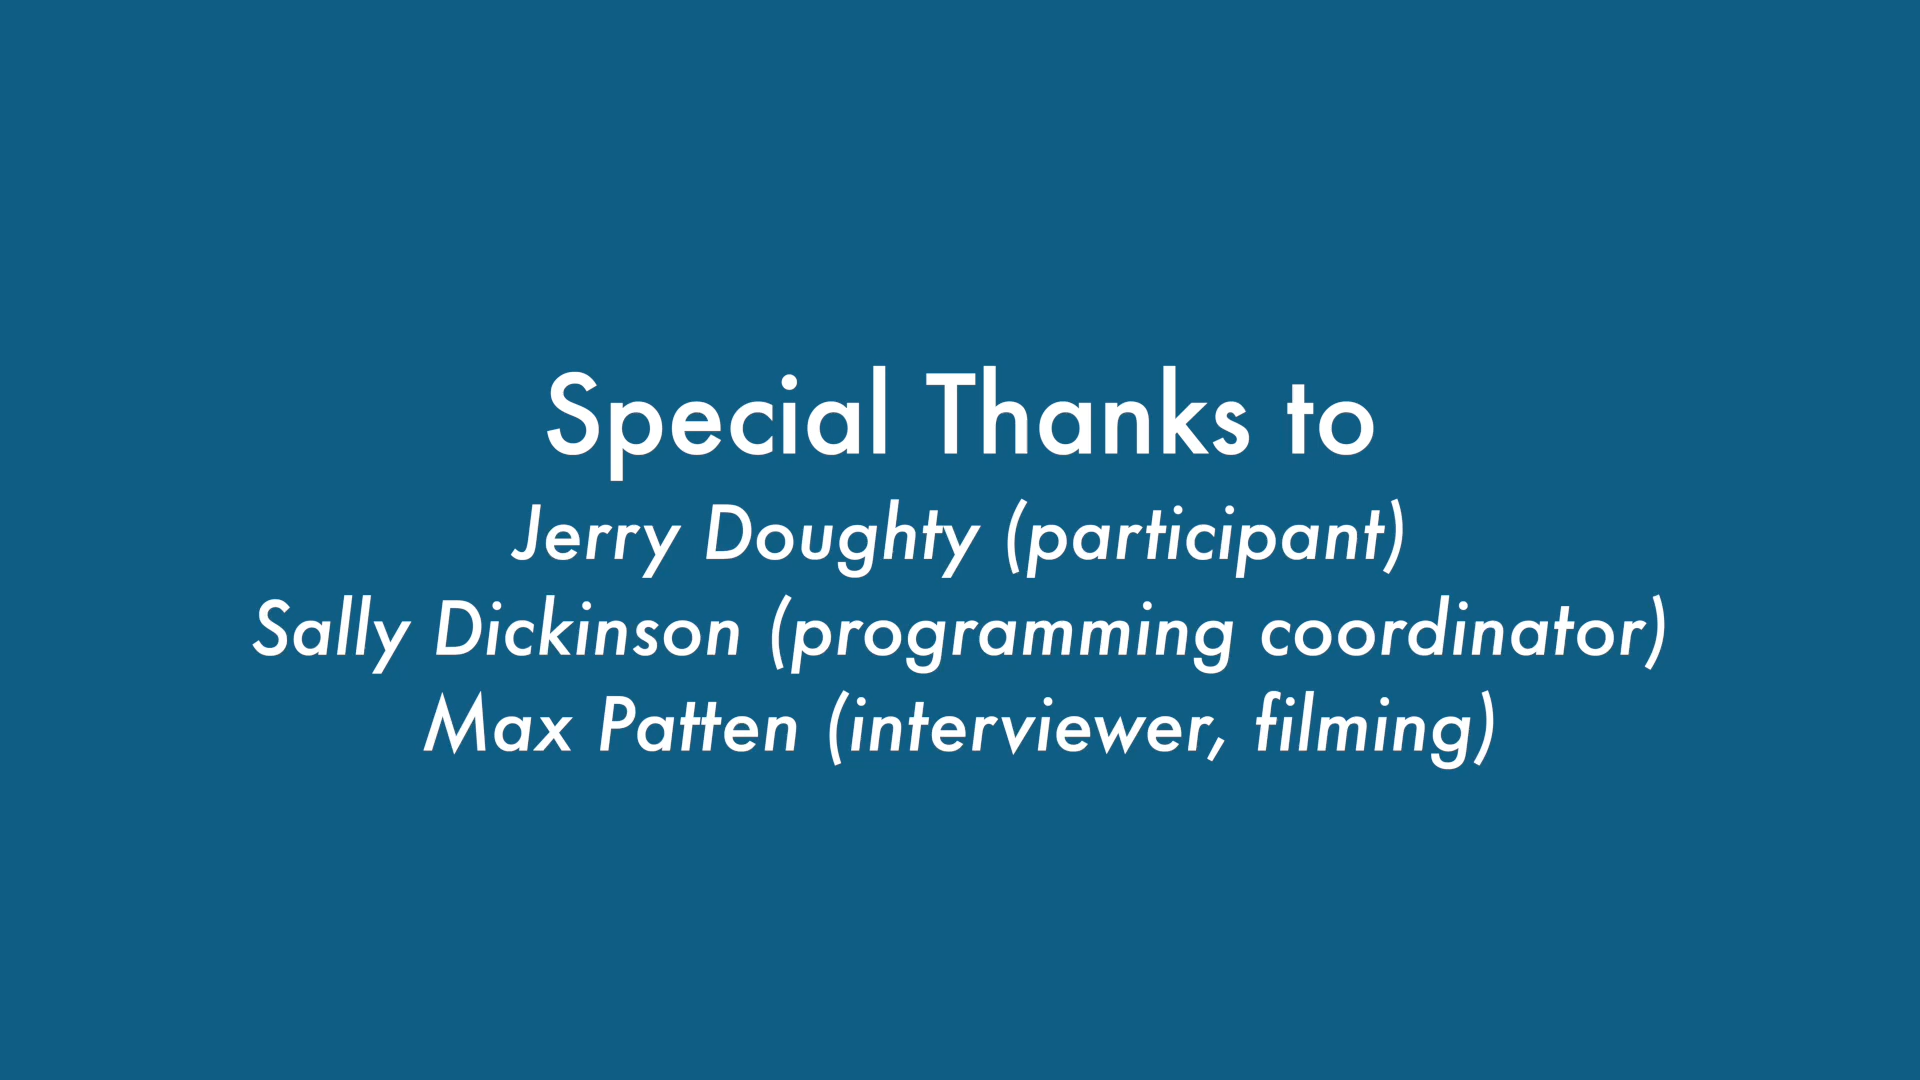 Special Thanks to
Jerry Doughty (participant)
Sally Dickinson (programming coordinator)
Max Patten (interviewer, filming)